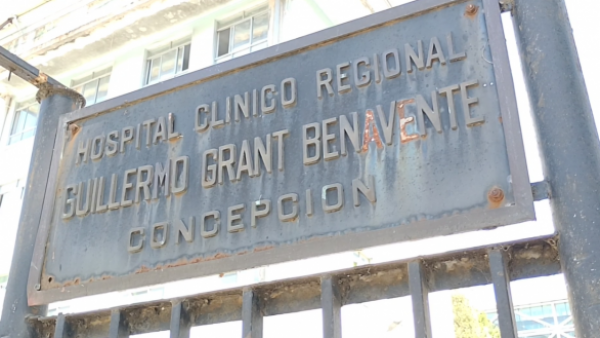 HOSPITAL CLINICO REGIONAL
GUILLERMO GRANT BENAVENTE
CONCEPCION